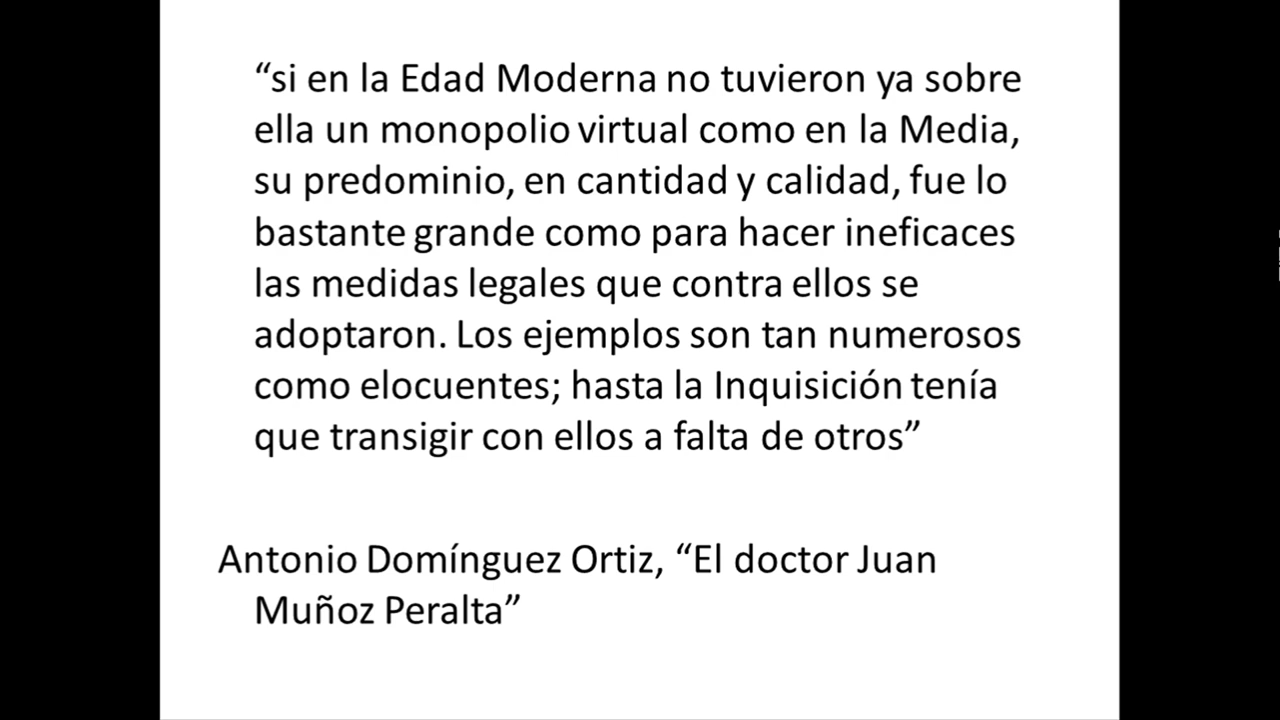 “si en la Edad Moderna no tuvieron ya sobre
ella un monopolio virtual como en la Media,
su predominio, en cantidad y calidad, fue lo
bastante grande como para hacer ineficaces
las medidas legales que contra ellos se
adoptaron. Los ejemplos son tan numerosos
como elocuentes; hasta la Inquisición tenía
que transigir con ellos a falta de otros”
Antonio Domínguez Ortiz, “El doctor Juan
Muñoz Peralta”